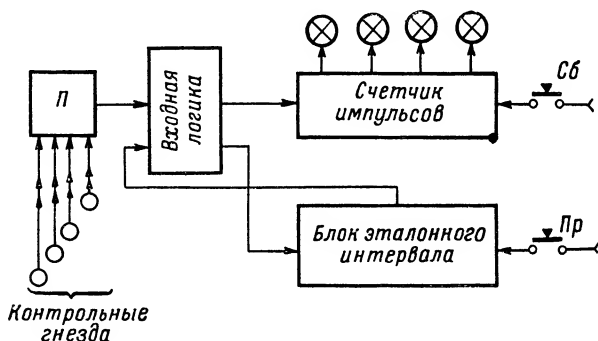 П
Входная
логика
Счетчик
импульсов
Сб
Блок эталонного
интервала
Пр
Контрольные
гнезда